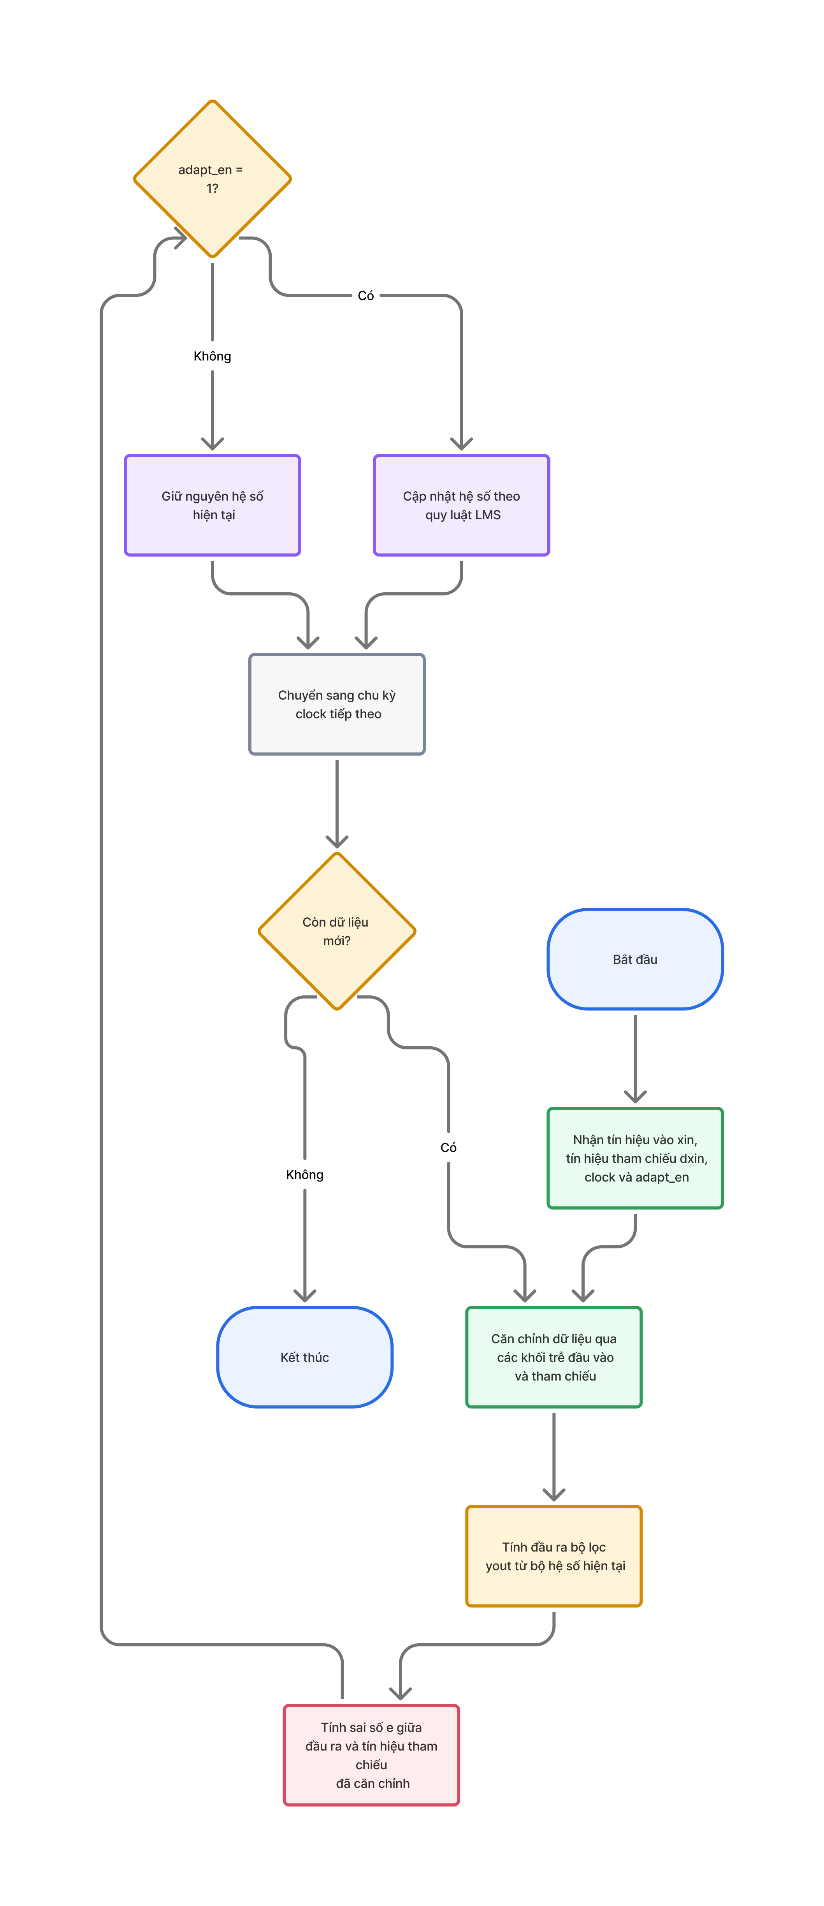 adapt_en =
1?
Có
Không
Giữ nguyên hệ số
hiện tại
Cập nhật hệ số theo
quy luật LMS
Chuyển sang chu kỳ
clock tiếp theo
Còn dữ liệu
mới?
Bắt đầu
Nhận tín hiệu vào xin,
tín hiệu tham chiếu dxin,
clock và adapt_en
Có
Không
Căn chỉnh dữ liệu qua
các khối trễ đầu vào
và tham chiếu
Kết thúc
Tính đầu ra bộ lọc
yout từ bộ hệ số hiện tại
Tính sai số e giữa
đầu ra và tín hiệu tham
chiếu
đã căn chỉnh